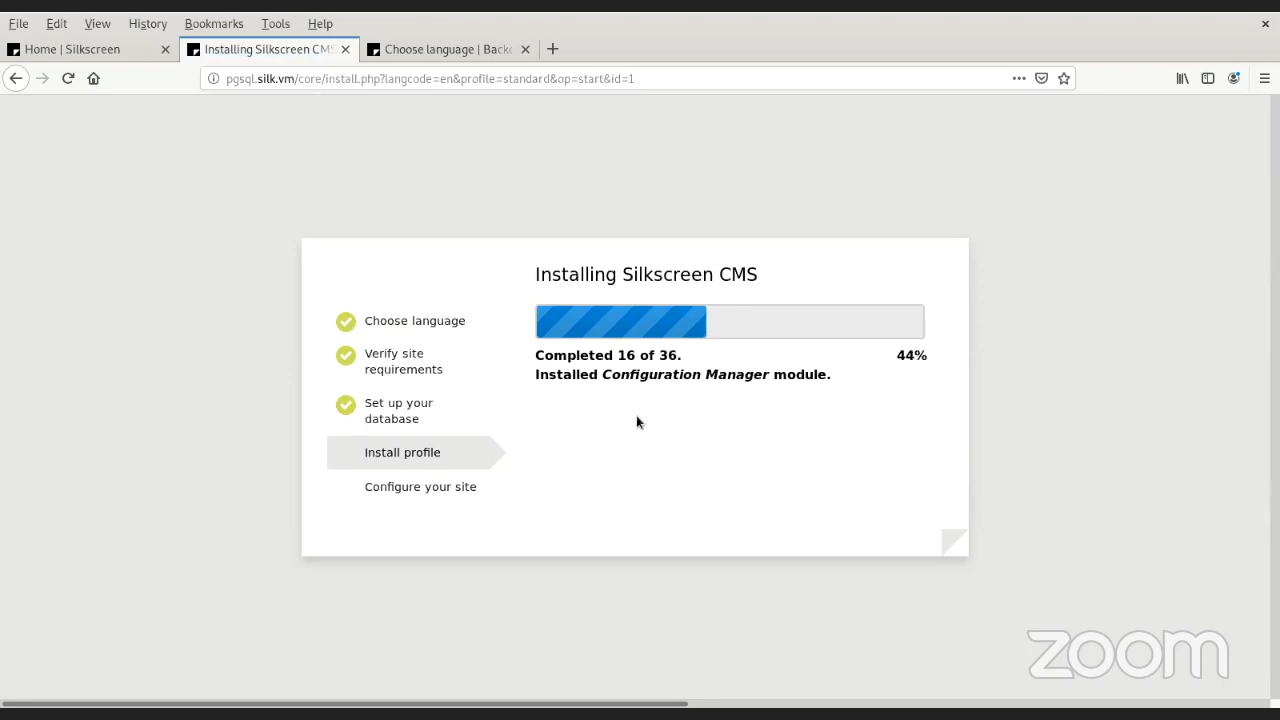 File Edit View History Bookmarks Tools Help
Home | Silkscreen
Installing Silkscreen CMS
Choose language | Back
pgsql.silk.vm/core/install.php?langcode=en&profile=standard&op=start&id=1
Installing Silkscreen CMS
Choose language
Verify site
requirements
Set up your
database
Install profile
Configure your site
Completed 16 of 36. 44%
Installed Configuration Manager module.
zoom